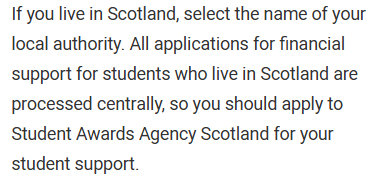 If you live in Scotland, select the name of your
local authority. All applications for financial
support for students who live in Scotland are
processed centrally, so you should apply to
Student Awards Agency Scotland for your
student support.